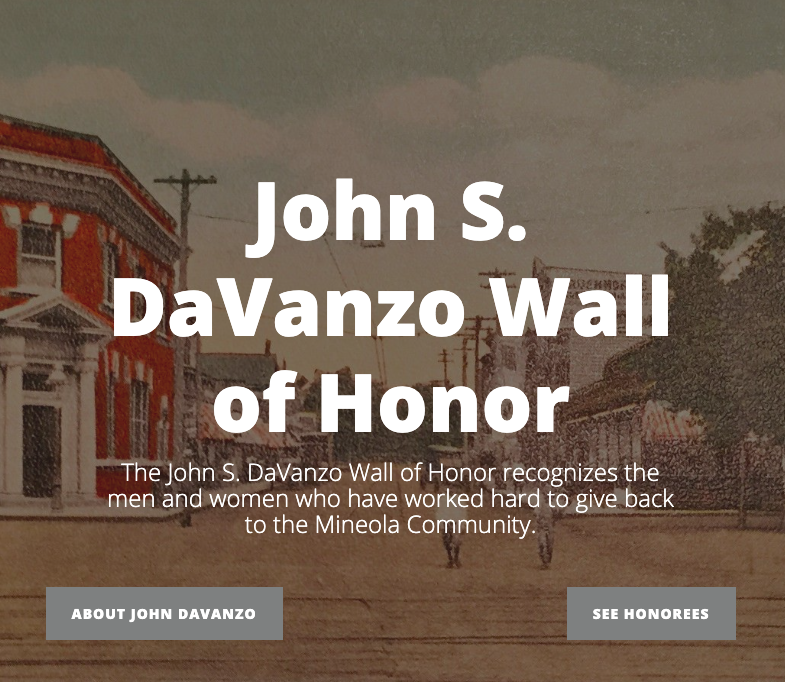 John S.
DaVanzo Wall
of Honor
The John S. DaVanzo Wall of Honor recognizes the
men and women who have worked hard to give back
to the Mineola Community.
ABOUT JOHN DAVANZO
SEE HONOREES